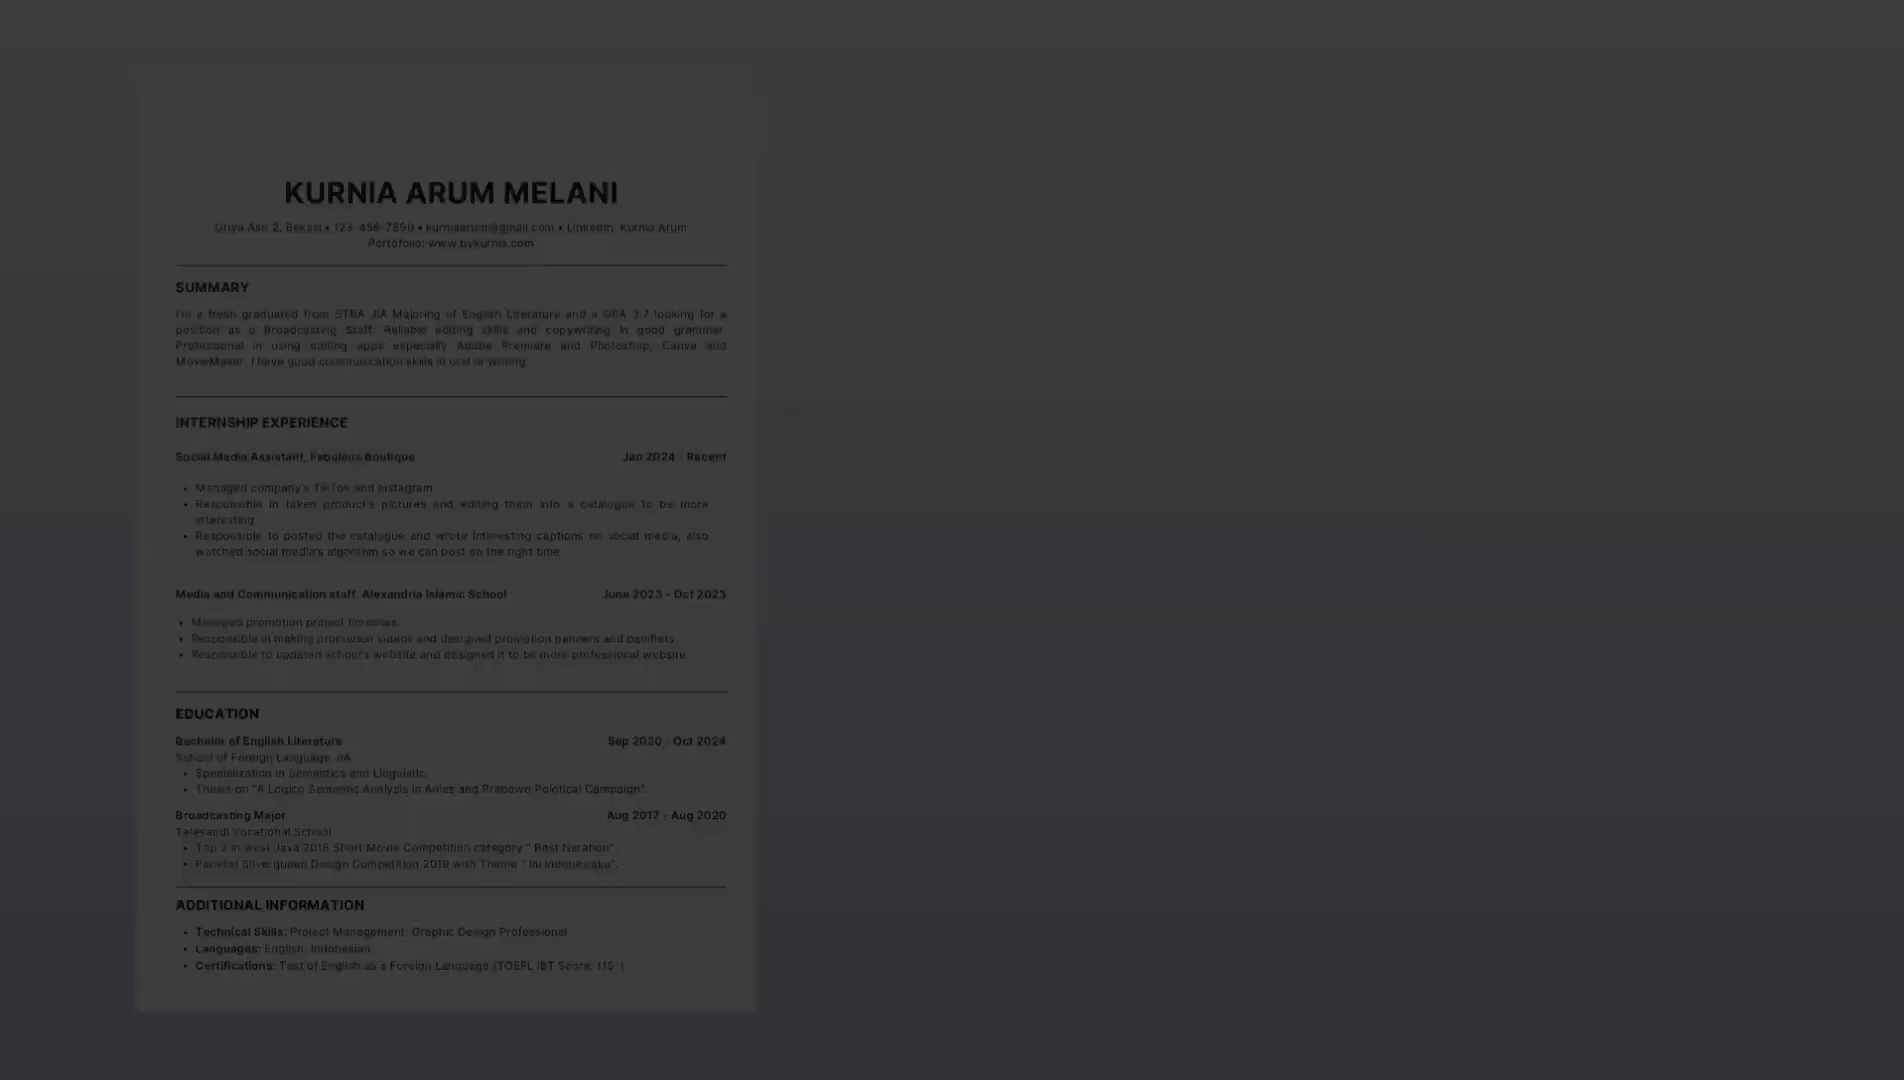 KURNIA ARUM MELANI
Griya Asri 2, Bekasi • 123-456-7890 • kurniaarum@gmail.com • LinkedIn: Kurnia Arum
Portofolio: www.bykurnia.com
SUMMARY
I'm a fresh graduated from STBA JIA Majoring of English Literature and a GPA 3.7 looking for a
position as a Broadcasting Staff. Reliable editing skills and copywriting in good grammar.
Professional in using editing apps especially Adobe Premiere and Photoshop, Canva and
MovieMaker. I have good communication skills in oral or writing.
INTERNSHIP EXPERIENCE
Social Media Assistant, Fabulous Boutique
Jan 2024 - Recent
• Managed company's TikTok and Instagram
• Responsible in taken product's pictures and editing them into a catalogue to be more
interesting
• Responsible to posted the catalogue and wrote interesting captions on social media, also
watched social media's algorithm so we can post on the right time.
Media and Communication staff, Alexandria Islamic School
June 2023 - Oct 2023
• Managed promotion project timelines.
• Responsible in making promotion videos and designed promotion banners and pamflets.
• Responsible to updated school's website and designed it to be more professional website.
EDUCATION
Bachelor of English Literature
Sep 2020 - Oct 2024
School of Foreign Language JIA
• Specialization in Semantics and Linguistic.
• Thesis on "A Logico Semantic Analysis in Anies and Prabowo Polotical Campaign".
Broadcasting Major
Aug 2017 - Aug 2020
Vocational School
• Top 2 in west Java 2018 Short Movie Competition category " Best Naration" .
• Silverqueen Design Competition 2018 with Theme " Ini Indonesiaku".
ADDITIONAL INFORMATION
• Technical Skills: Project Management, Graphic Design Professional
• Languages: English, Indonesian
• Certifications: Test of English as a Foreign Language (TOEFL iBT Score: 115 )